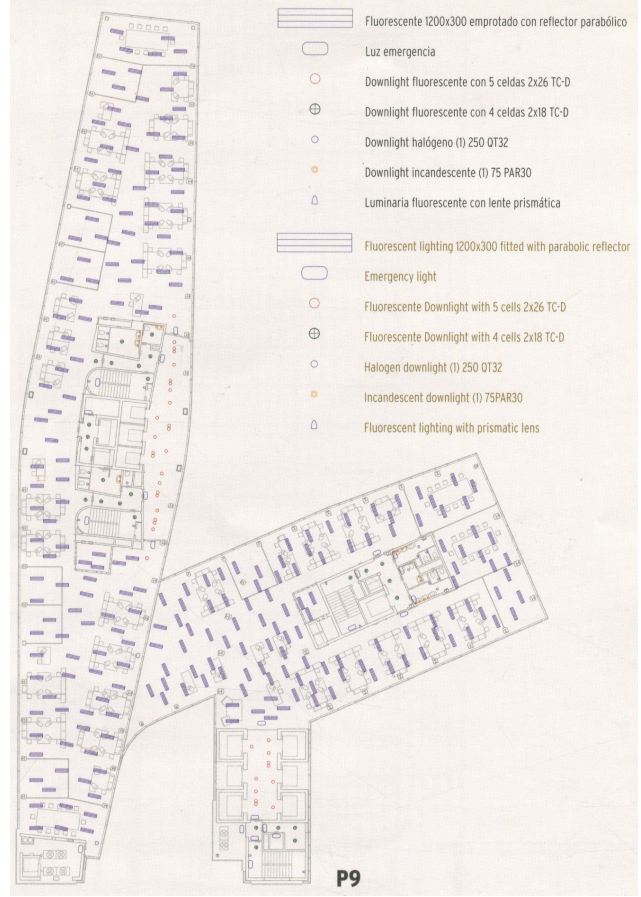 Fluorescente 1200x300 emprotado con reflector parabólico
Luz emergencia
Downlight fluorescente con 5 celdas 2x26 TC-D
Downlight fluorescente con 4 celdas 2x18 TC-D
Downlight halógeno (1) 250 QT32
Downlight incandescente (1) 75 PAR30
Luminaria fluorescente con lente prismática
Fluorescent lighting 1200x300 fitted with parabolic reflector
Emergency light
Fluorescente Downlight with 5 cells 2x26 TC-D
Fluorescente Downlight with 4 cells 2x18 TC-D
Halogen downlight (1) 250 QT32
Incandescent downlight (1) 75PAR30
Fluorescent lighting with prismatic lens
P9